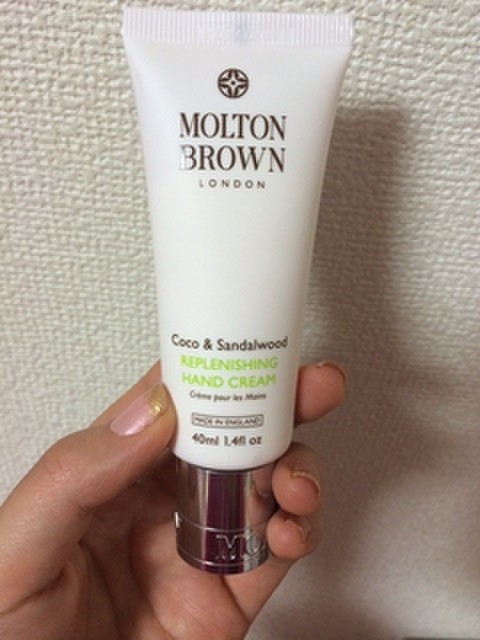 MOLTON
BROWN
LONDON
Coco & Sandalwood
REPLENISHING
HAND CREAM
Crème pour les Mains
MADE IN ENGLAND
40ml 1.4fl oz
MO